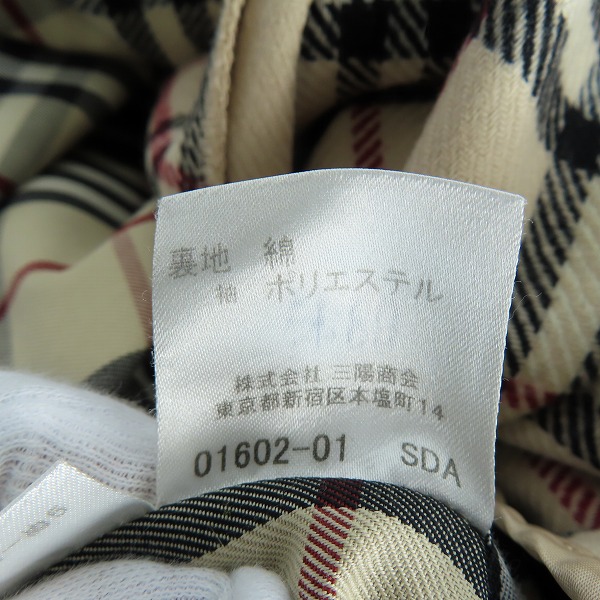 裏地 綿
袖 ポリエステル
株式会社 三陽商会
東京都新宿区本塩町14
01602-01 SDA